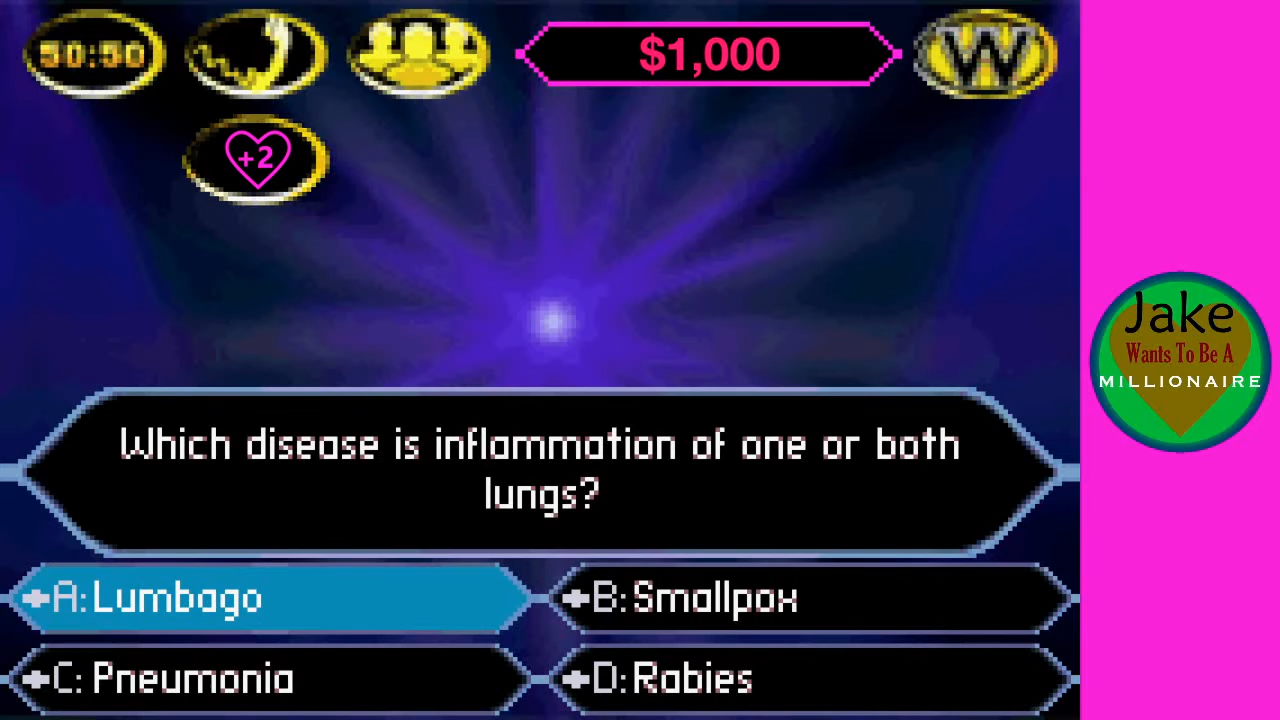 50:50
$1,000
W
+2
Jake
Wants To Be A
MILLIONAIRE
Which disease is inflammation of one or both
lungs?
A: Lumbago
B: Smallpox
C: Pneumonia
D: Rabies